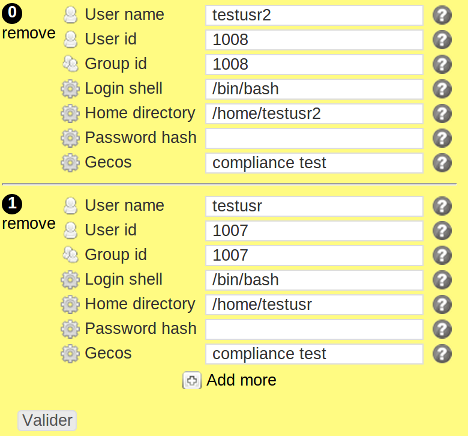 0
remove
User name testusr2
User id 1008
Group id 1008
Login shell /bin/bash
Home directory /home/testusr2
Password hash
Gecos compliance test
1
remove
User name testusr
User id 1007
Group id 1007
Login shell /bin/bash
Home directory /home/testusr
Password hash
Gecos compliance test
Add more
Valider